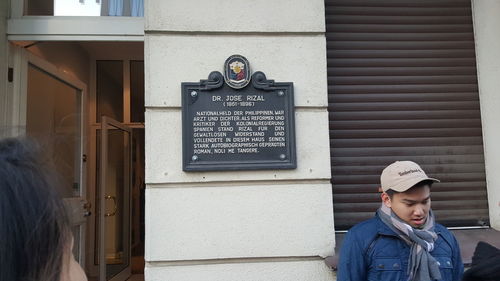 DR. JOSE RIZAL
(1861-1896)
NATIONALHELD DER PHILIPPINEN, WAR
ARZT UND DICHTER. ALS REFORMER UND
KRITIKER DER KOLONIALREGIERUNG
SPANIEN STAND RIZAL FÜR DEN
GEWALTLOSEN WIDERSTAND UND
VOLLENDETE IN DIESEM HAUS SEINEN
STARK AUTOBIOGRAPHISCH GEPRÄGTEN
ROMAN, NOLI ME TANGERE.
Timberland